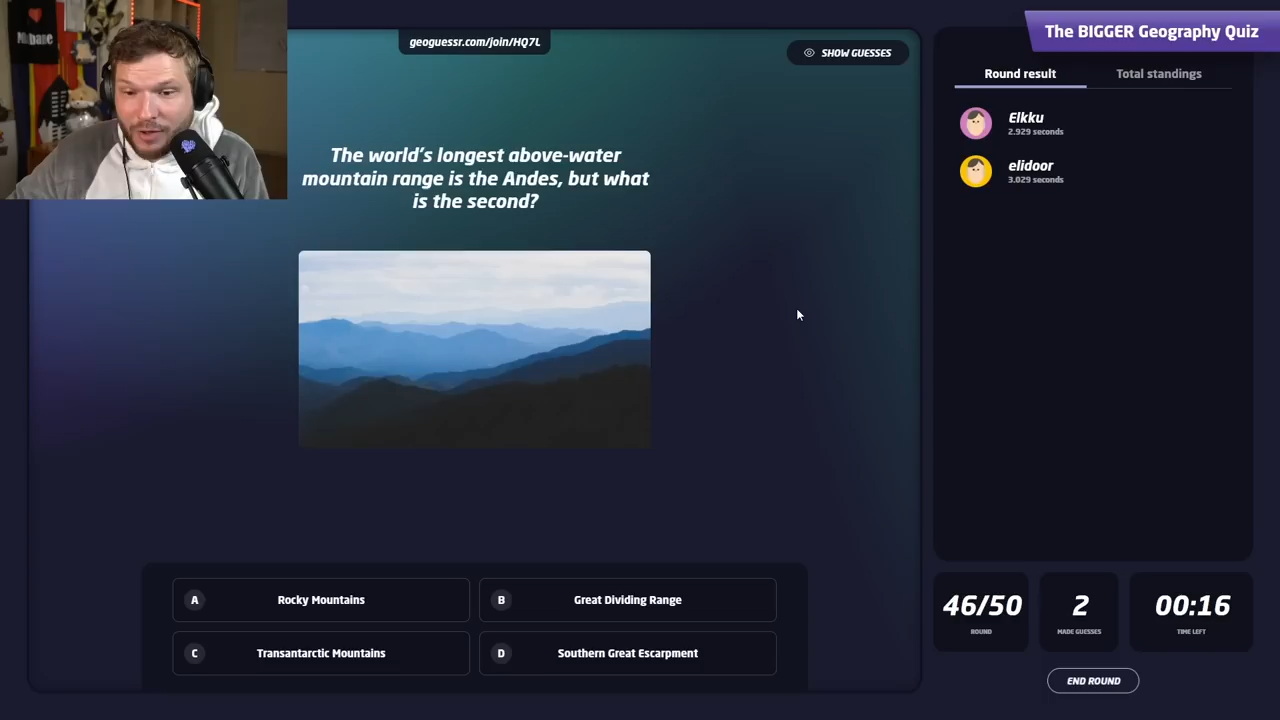 geoguessr.com/join/HQ7L
SHOW GUESSES
The BIGGER Geography Quiz
Round result
Total standings
Elkku
2.929 seconds
elidoor
3.029 seconds
The world's longest above-water
mountain range is the Andes, but what
is the second?
A Rocky Mountains
B Great Dividing Range
C Transantarctic Mountains
D Southern Great Escarpment
46/50
ROUND
2
MADE GUESSES
00:16
TIME LEFT
END ROUND